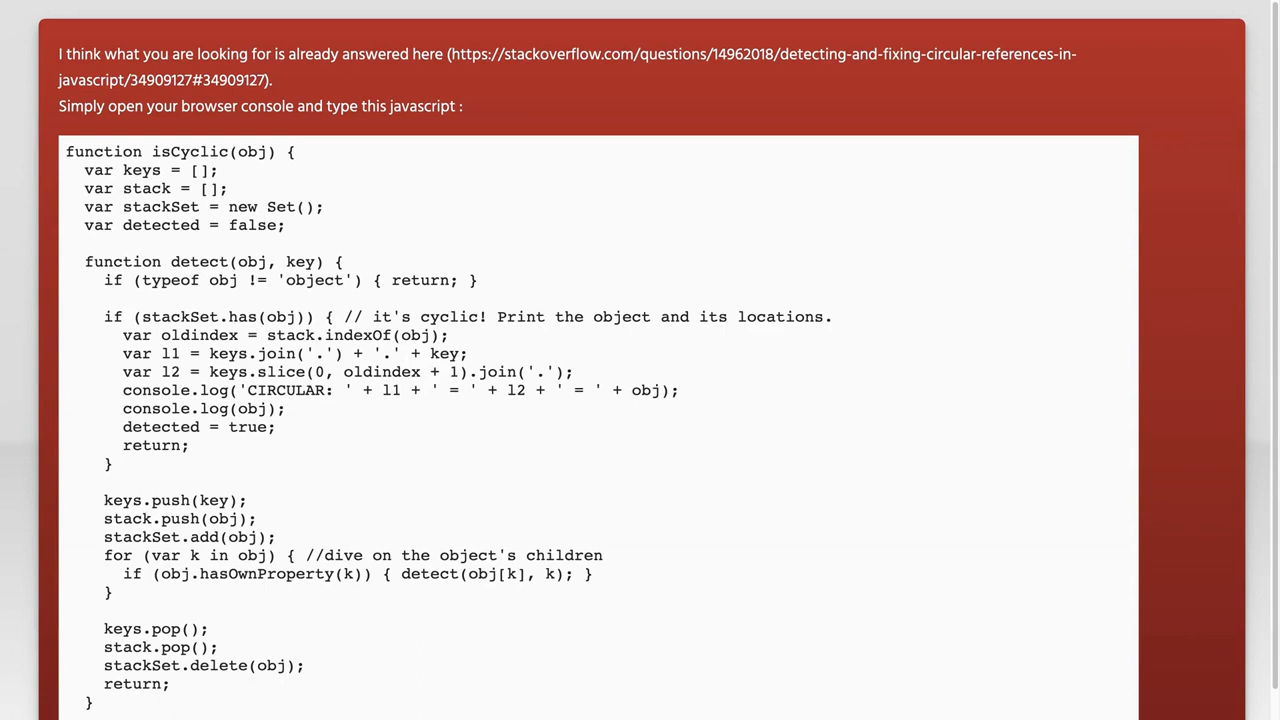 I think what you are looking for is already answered here (https://stackoverflow.com/questions/14962018/detecting-and-fixing-circular-references-in-
javascript/34909127#34909127).
Simply open your browser console and type this javascript :
function isCyclic(obj) {
  var keys = [];
  var stack = [];
  var stackSet = new Set();
  var detected = false;

  function detect(obj, key) {
    if (typeof obj != 'object') { return; }

    if (stackSet.has(obj)) { // it's cyclic! Print the object and its locations.
      var oldindex = stack.indexOf(obj);
      var l1 = keys.join('.') + '.' + key;
      var l2 = keys.slice(0, oldindex + 1).join('.');
      console.log('CIRCULAR: ' + l1 + ' = ' + l2 + ' = ' + obj);
      console.log(obj);
      detected = true;
      return;
    }

    keys.push(key);
    stack.push(obj);
    stackSet.add(obj);
    for (var k in obj) { //dive on the object's children
      if (obj.hasOwnProperty(k)) { detect(obj[k], k); }
    }

    keys.pop();
    stack.pop();
    stackSet.delete(obj);
    return;
  }